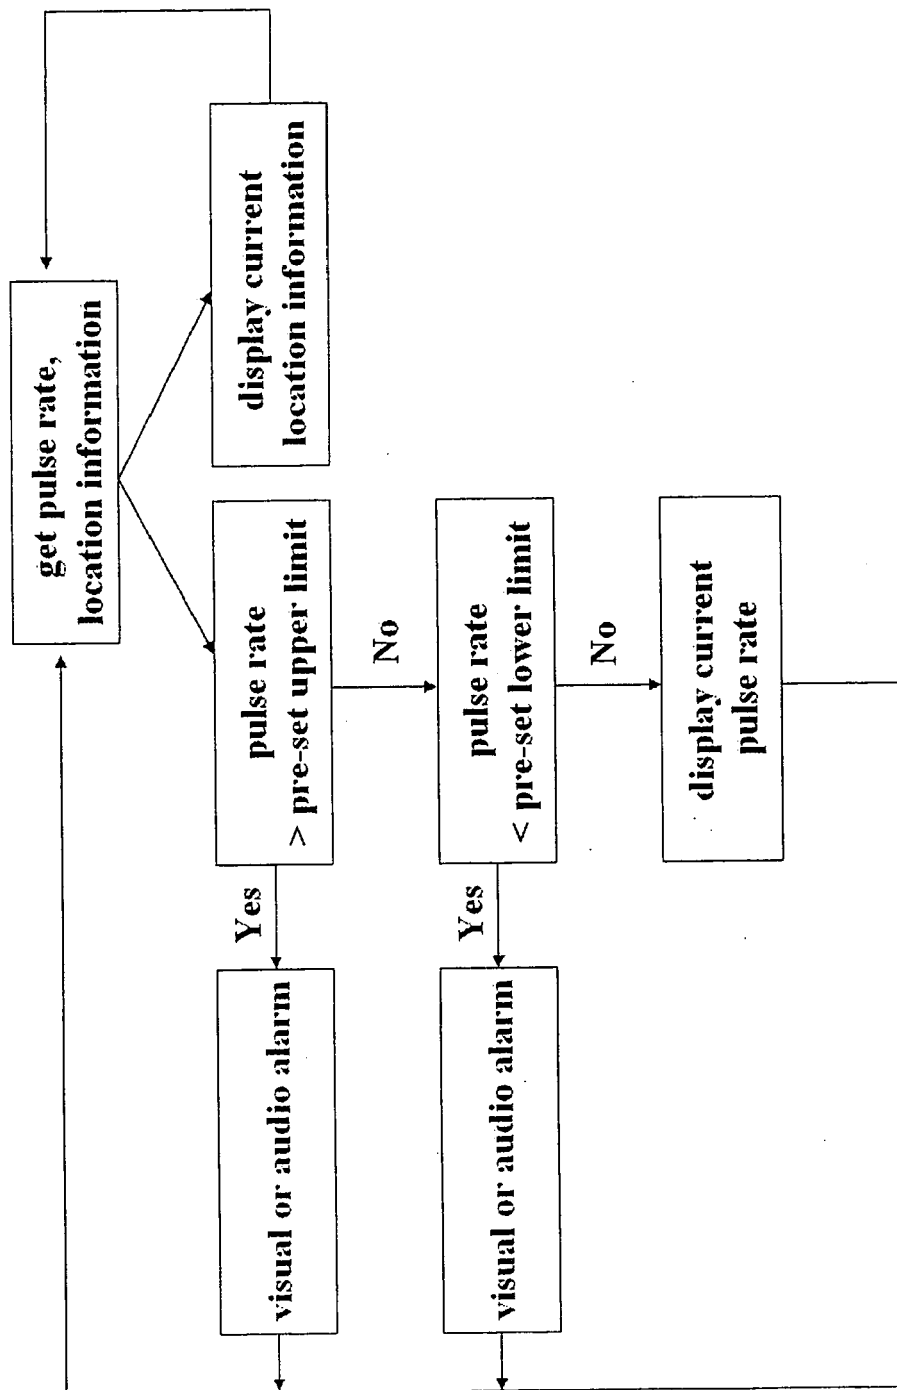 get pulse rate,
location information
display current
location information
pulse rate
> pre-set upper limit
Yes
visual or audio alarm
No
pulse rate
< pre-set lower limit
Yes
visual or audio alarm
No
display current
pulse rate